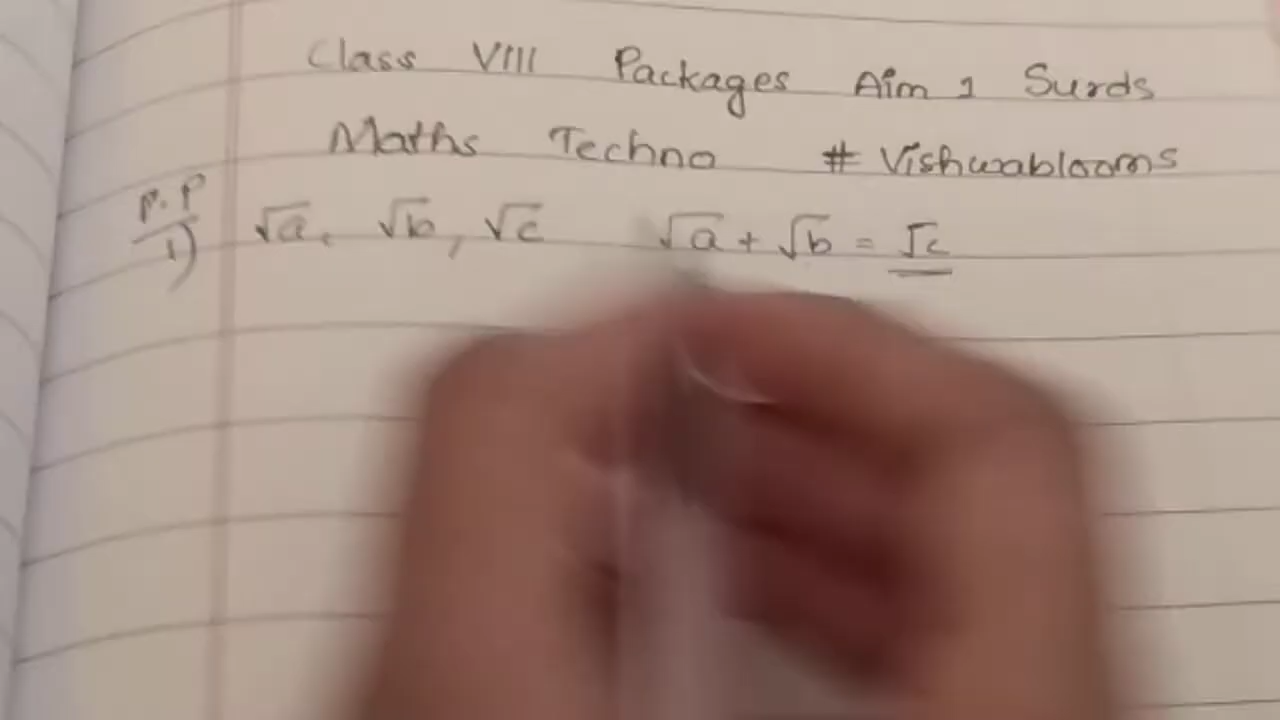 Class VIII Packages Aim 1 Surds
Maths Techno # Vishwablooms
P.P
1) √a, √b, √c √a + √b = √c